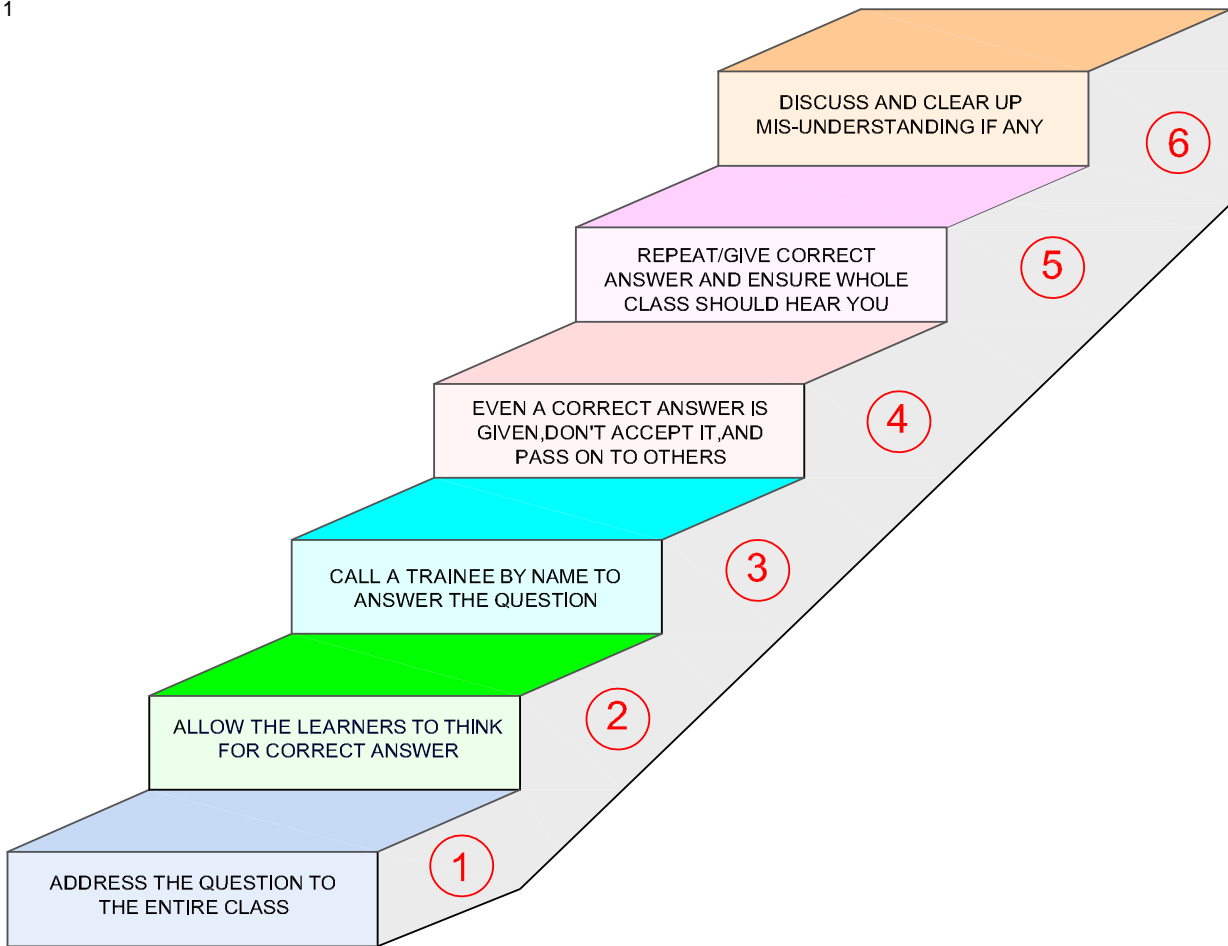 1
DISCUSS AND CLEAR UP
MIS-UNDERSTANDING IF ANY
6
REPEAT/GIVE CORRECT
ANSWER AND ENSURE WHOLE
CLASS SHOULD HEAR YOU
5
EVEN A CORRECT ANSWER IS
GIVEN,DON'T ACCEPT IT,AND
PASS ON TO OTHERS
4
CALL A TRAINEE BY NAME TO
ANSWER THE QUESTION
3
ALLOW THE LEARNERS TO THINK
FOR CORRECT ANSWER
2
ADDRESS THE QUESTION TO
THE ENTIRE CLASS
1